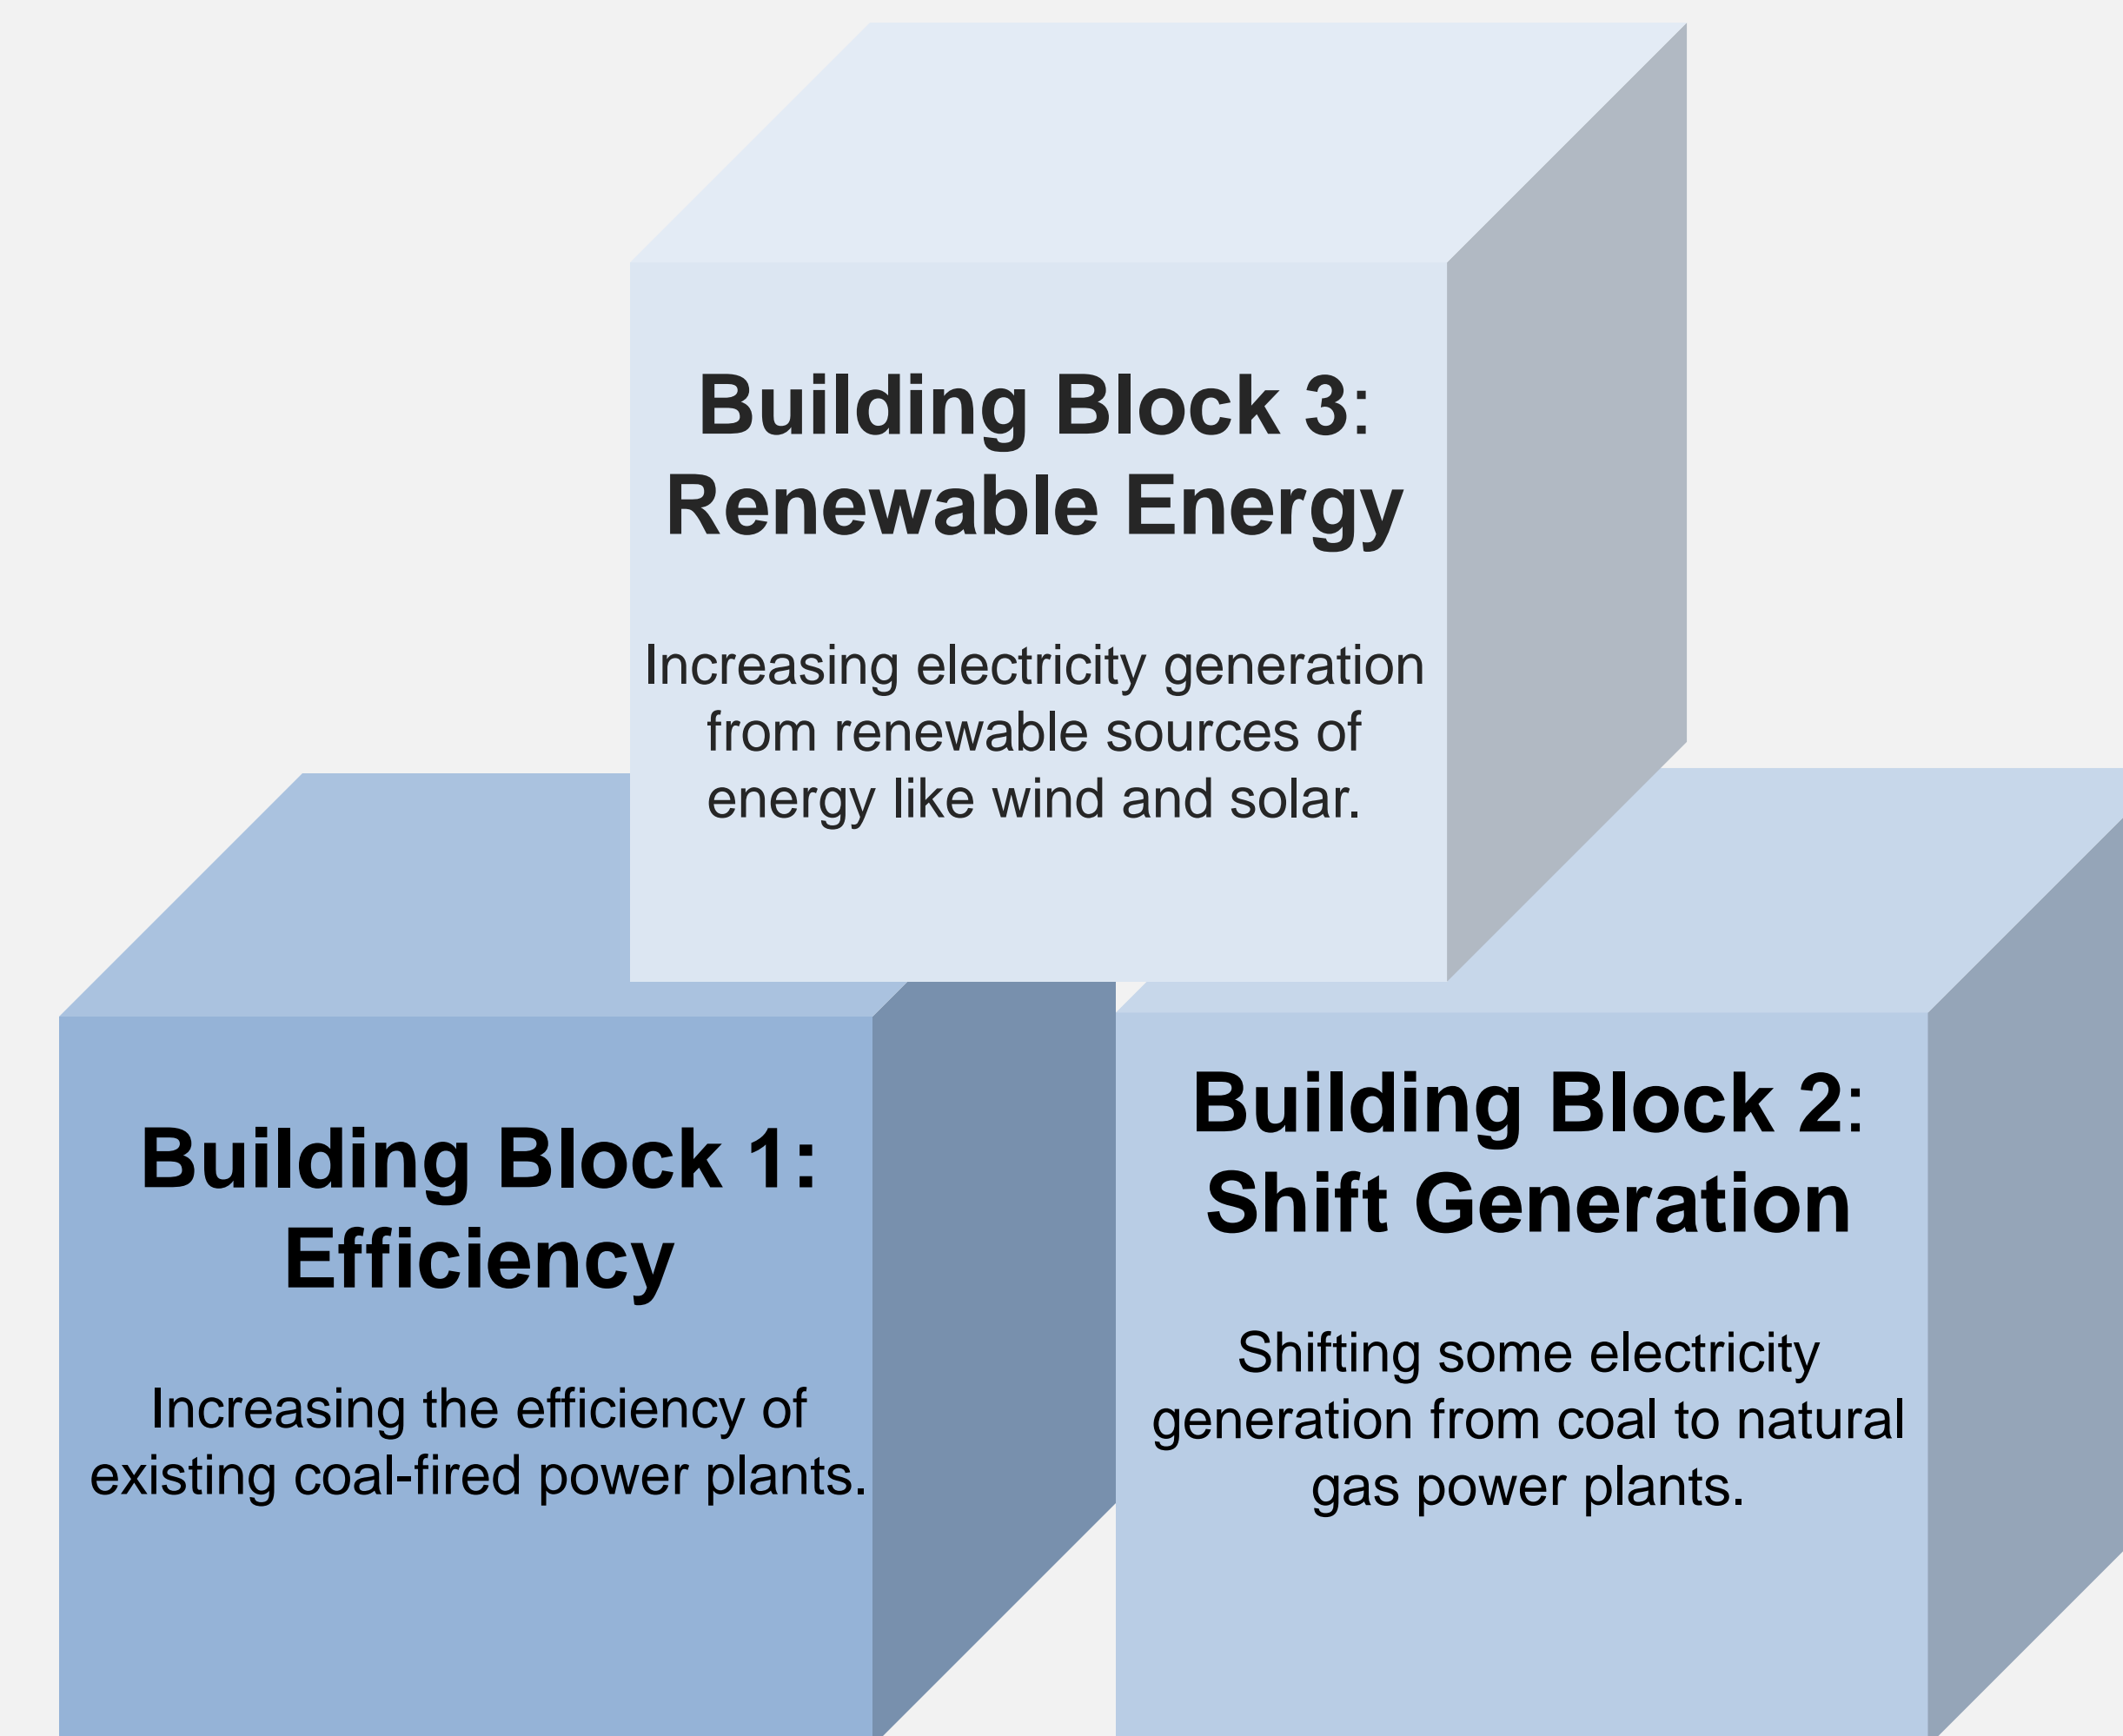 Building Block 3:
Renewable Energy
Increasing electricity generation
from renewable sources of
energy like wind and solar.
Building Block 1:
Efficiency
Increasing the efficiency of
existing coal-fired power plants.
Building Block 2:
Shift Generation
Shifting some electricity
generation from coal to natural
gas power plants.